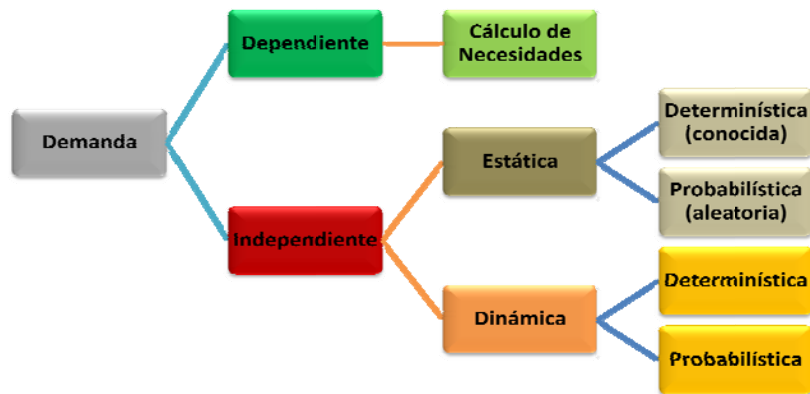 Demanda
Dependiente
Cálculo de
Necesidades
Independiente
Estática
Determinística
(conocida)
Probabilística
(aleatoria)
Dinámica
Determinística
Probabilística